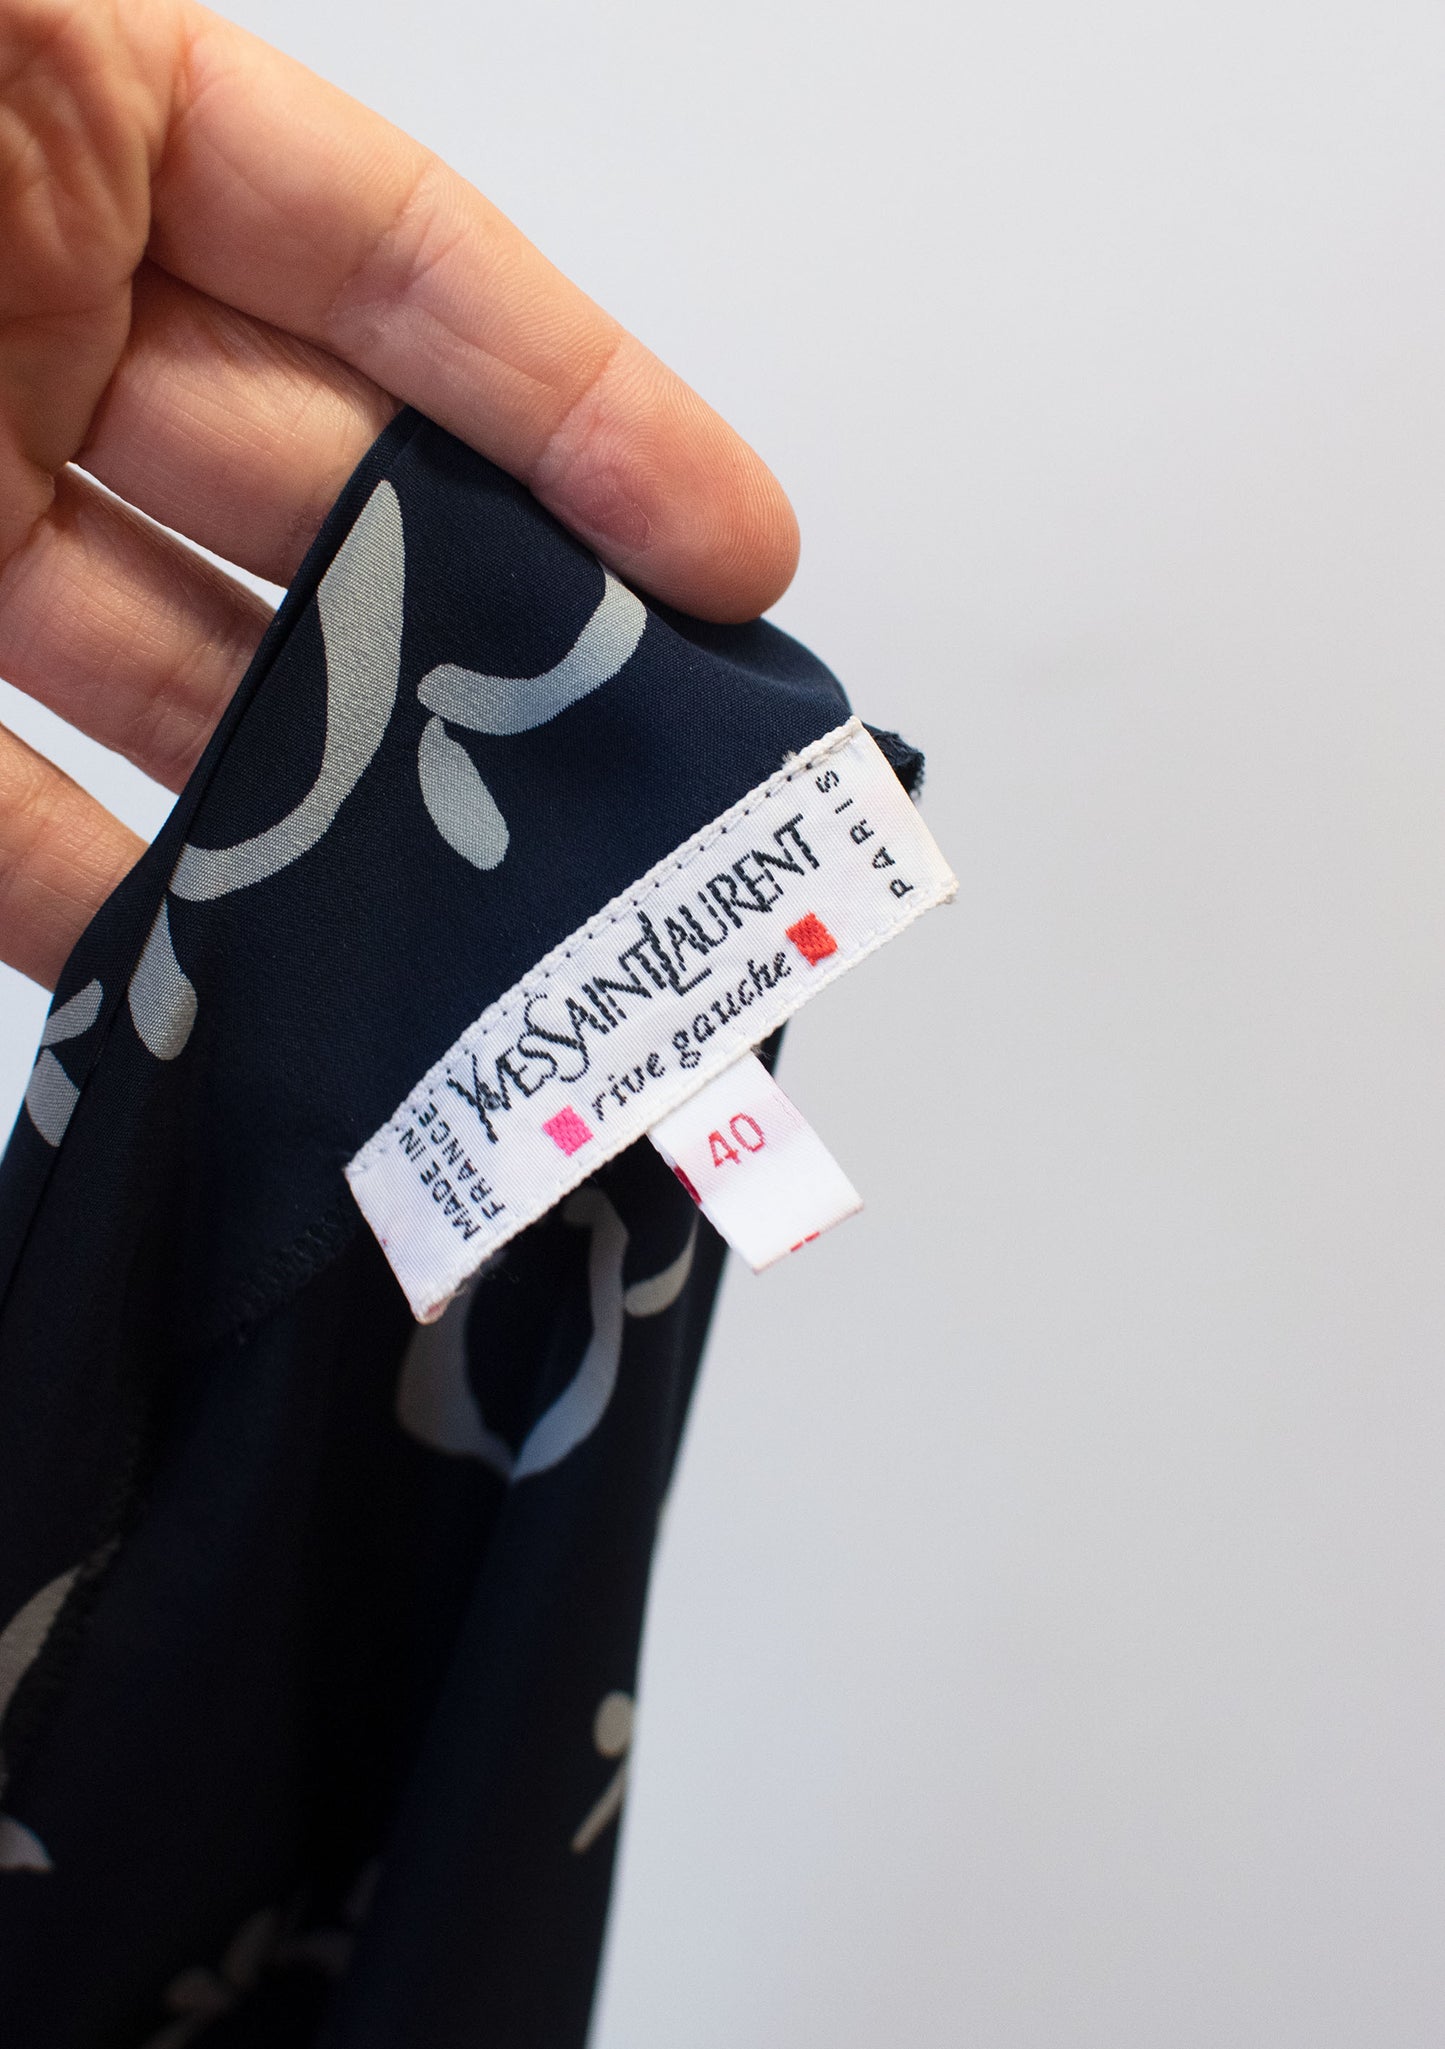 MADE IN
FRANCE
YVESSAINTLAURENT
rive gauche
PARIS
40